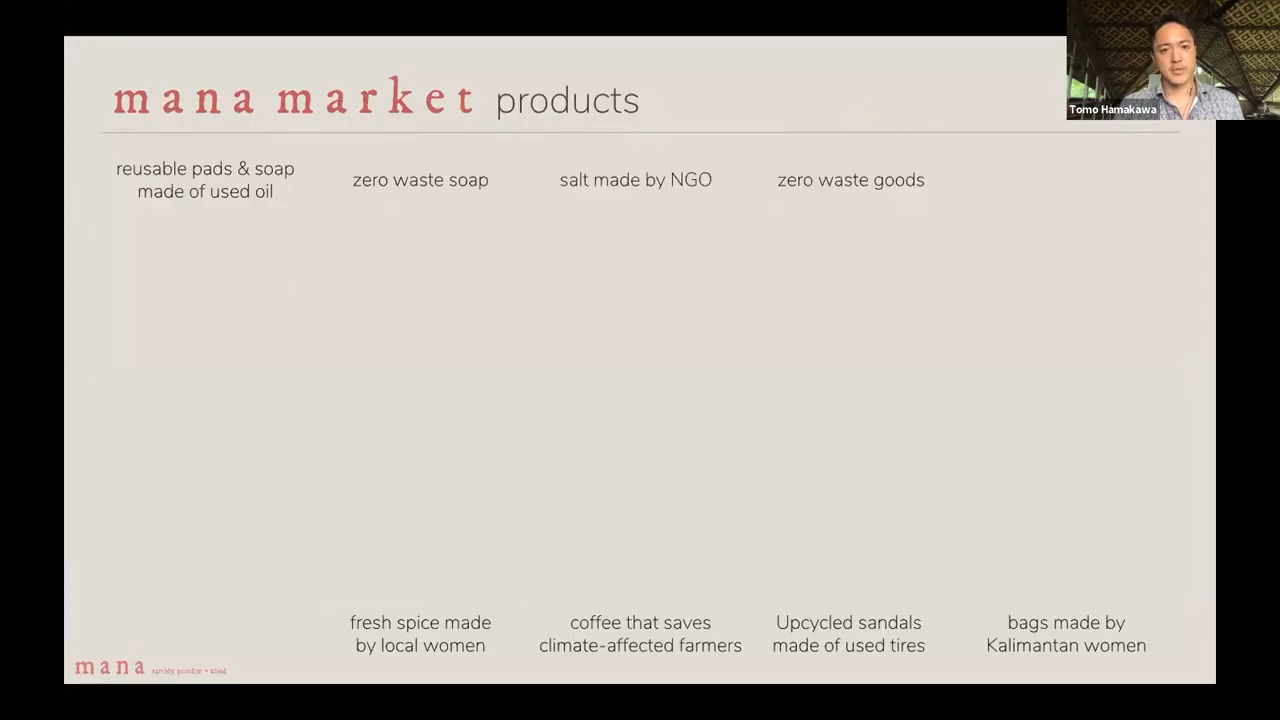 mana market products
Tomo Hamakawa
reusable pads & soap
made of used oil
zero waste soap
salt made by NGO
zero waste goods
fresh spice made
by local women
coffee that saves
climate-affected farmers
Upcycled sandals
made of used tires
bags made by
Kalimantan women
mana